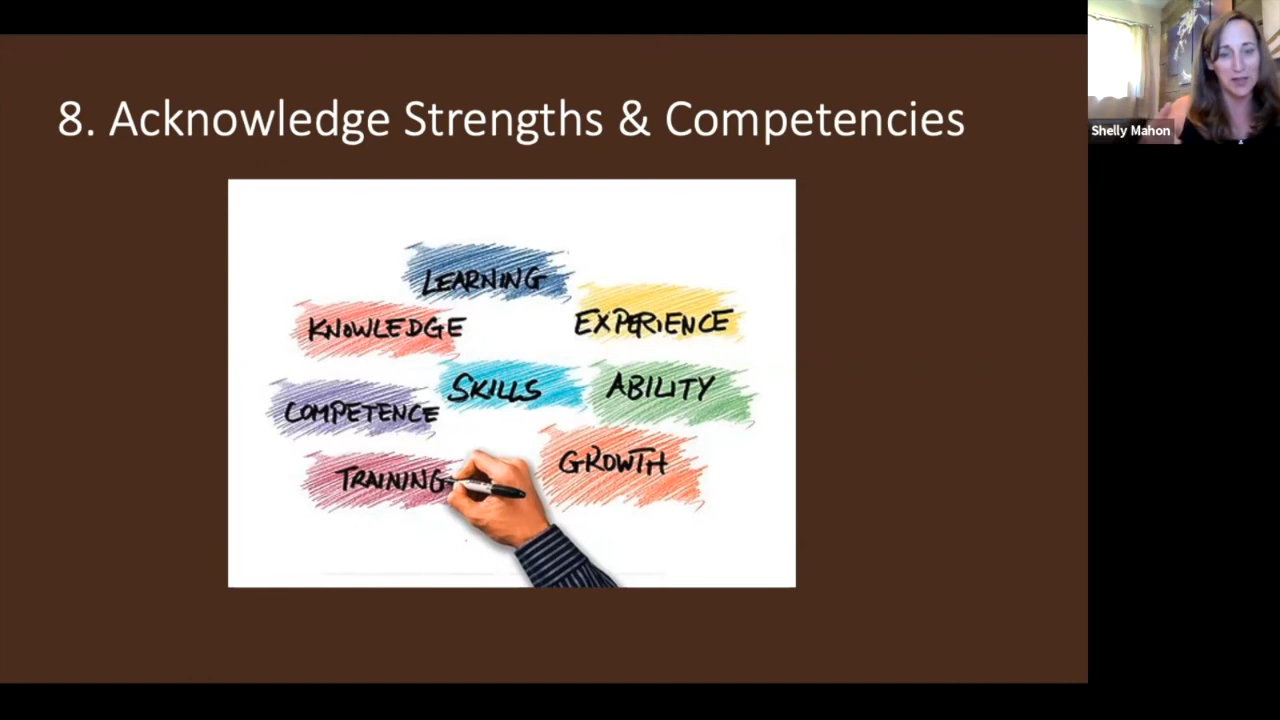 8. Acknowledge Strengths & Competencies
Shelly Mahon
LEARNING
KNOWLEDGE
EXPERIENCE
SKILLS
ABILITY
COMPETENCE
GROWTH
TRAINING